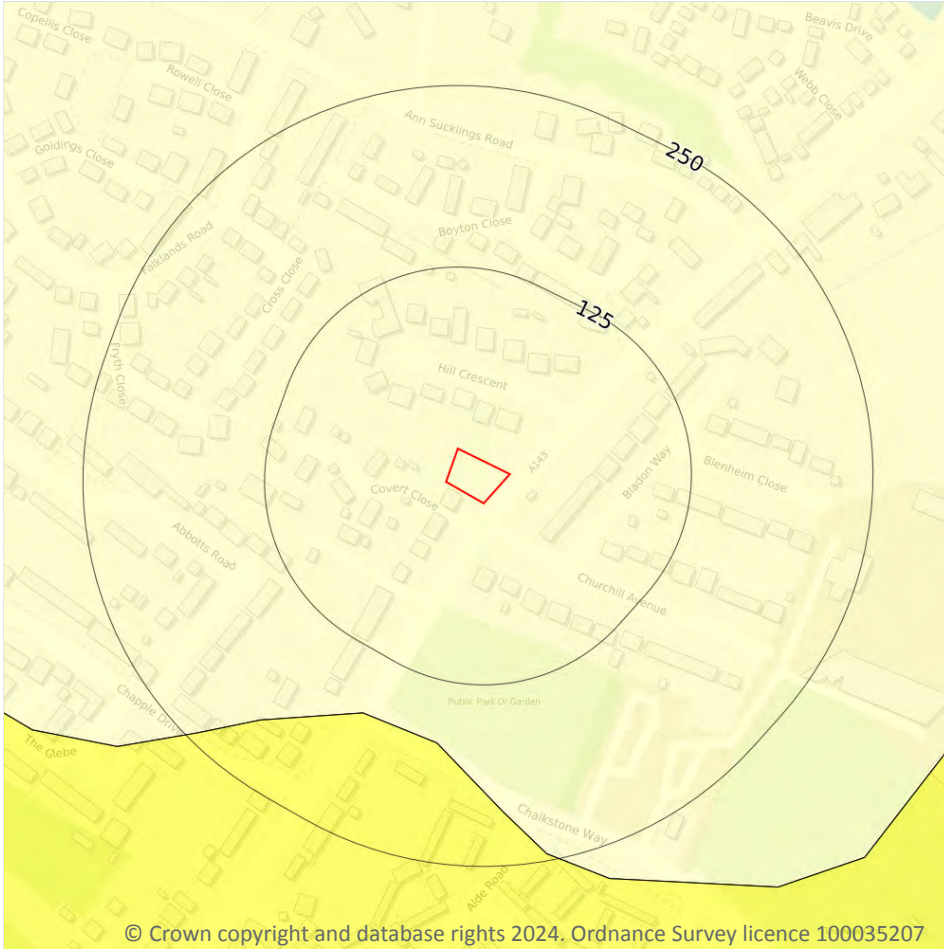 Copellis Close
Beavis Drive
Rowell Close
Webb Close
Ann Sucklings Road
Goldings Close
250
Boyton Close
Falklands Road
Cross Close
125
Fryth Close
Hill Crescent
A143
Bladon Way
Blenheim Close
Covert Close
Abbotts Road
Churchill Avenue
Public Park Or Garden
Chapple Drive
The Glebe
Chalkstone Way
Alde Road
© Crown copyright and database rights 2024. Ordnance Survey licence 100035207